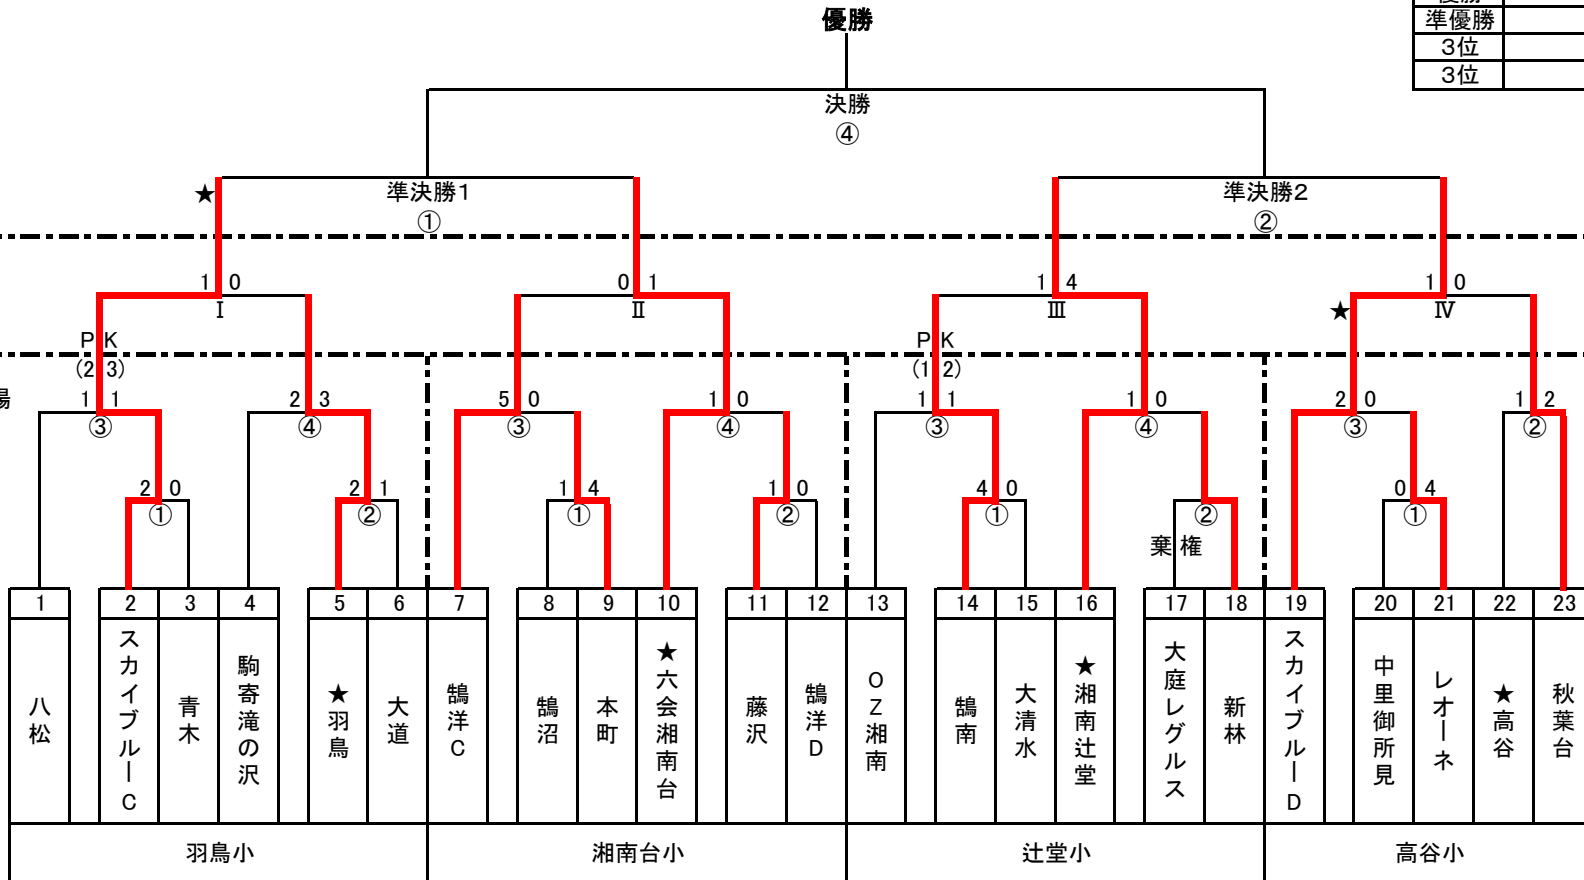 優勝
準優勝
3位
3位
決勝
④
★
準決勝1
①
準決勝2
②
1 0
Ⅰ
0 1
Ⅱ
1 4
Ⅲ
1 0
Ⅳ
★
PK
(2 3)
PK
(1 2)
場
1 1
③
2 3
④
5 0
③
1 0
④
1 1
③
1 0
④
2 0
③
1 2
②
2 0
①
2 1
②
1 4
①
1 0
②
4 0
①
②
棄権
0 4
①
1 2 3 4 5 6 7 8 9 10 11 12 13 14 15 16 17 18 19 20 21 22 23
八松
スカイブルーC
青木
駒寄滝の沢
★羽鳥
大道
鵠洋C
鵠沼
本町
★六会湘南台
藤沢
鵠洋D
OZ湘南
鵠南
大清水
★湘南辻堂
大庭レグルス
新林
スカイブルーD
中里御所見
レオーネ
★高谷
秋葉台
羽鳥小 湘南台小 辻堂小 高谷小